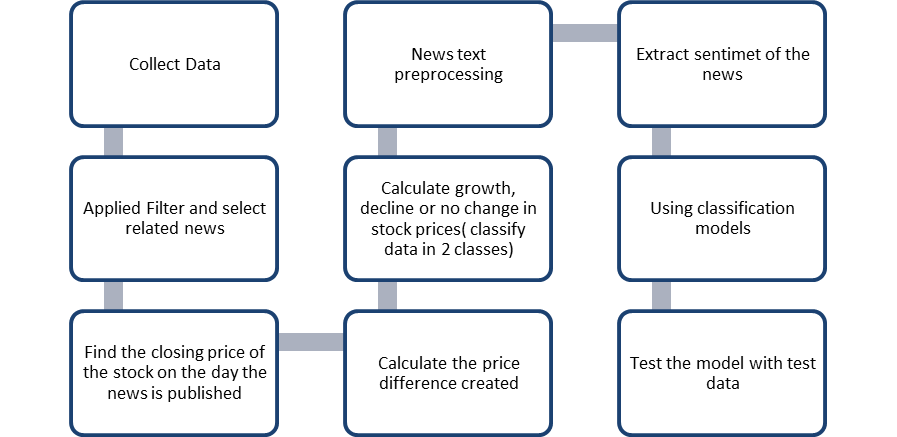 Collect Data
Applied Filter and select
related news
Find the closing price of
the stock on the day the
news is published
Calculate the price
difference created
Calculate growth,
decline or no change in
stock prices( classify
data in 2 classes)
News text
preprocessing
Extract sentimet of the
news
Using classification
models
Test the model with test
data